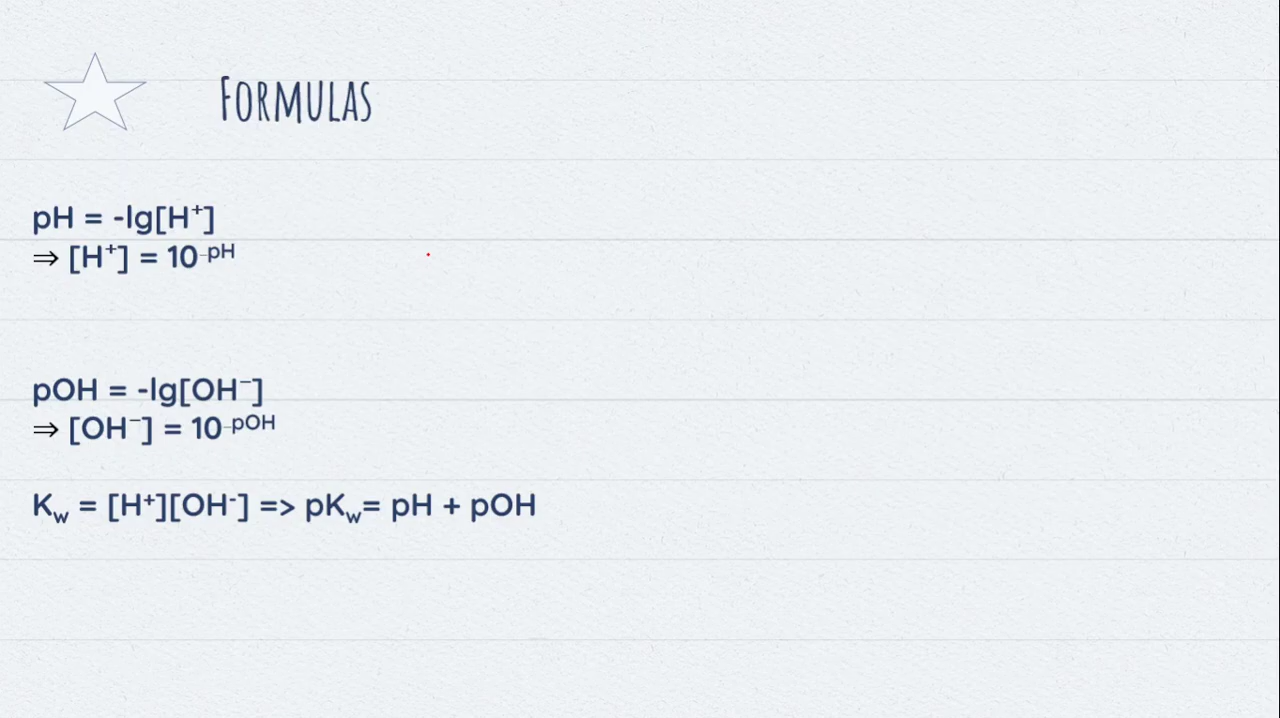 Formulas
pH = -lg[H⁺]
⇒ [H⁺] = 10⁻ᵖᴴ
pOH = -lg[OH⁻]
⇒ [OH⁻] = 10⁻ᵖᴼᴴ
K_w = [H⁺][OH⁻] => pK_w= pH + pOH